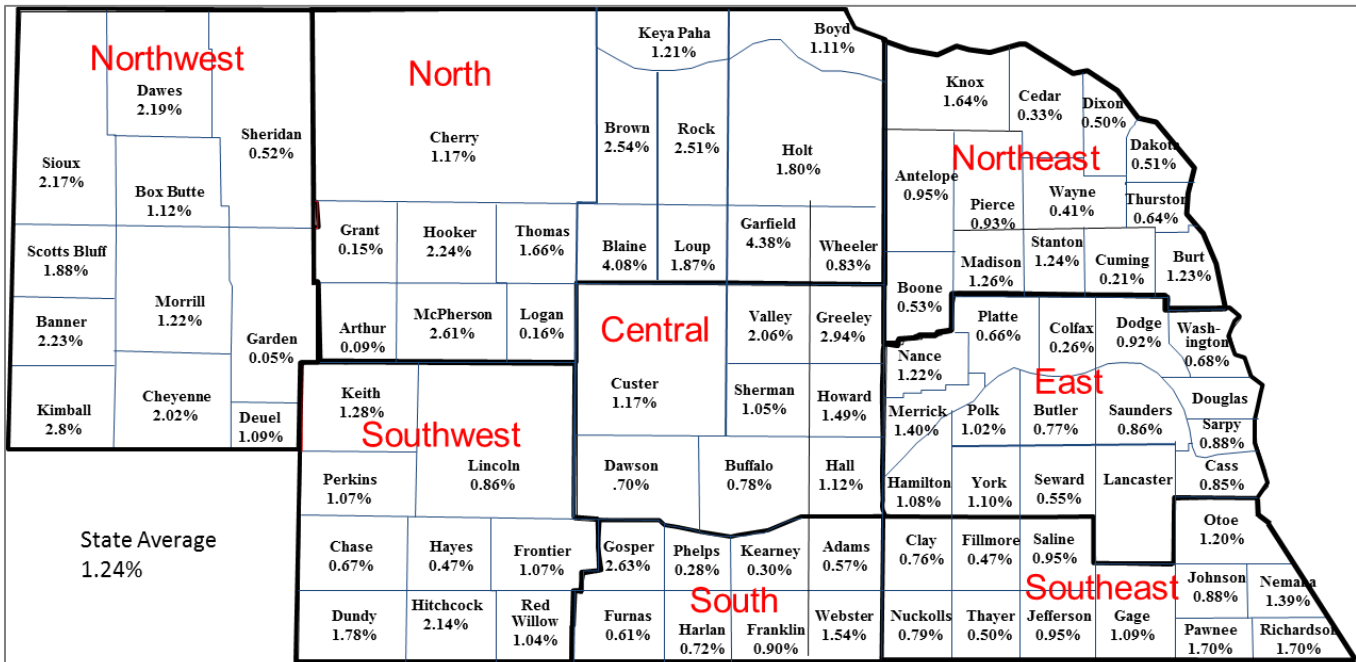 Northwest
Dawes
2.19%
Sheridan
0.52%
Sioux
2.17%
Box Butte
1.12%
Scotts Bluff
1.88%
Morrill
1.22%
Banner
2.23%
Garden
0.05%
Kimball
2.8%
Cheyenne
2.02%
Deuel
1.09%
North
Keya Paha
1.21%
Boyd
1.11%
Cherry
1.17%
Brown
2.54%
Rock
2.51%
Holt
1.80%
Grant
0.15%
Hooker
2.24%
Thomas
1.66%
Blaine
4.08%
Loup
1.87%
Garfield
4.38%
Wheeler
0.83%
Arthur
0.09%
McPherson
2.61%
Logan
0.16%
Northeast
Knox
1.64%
Cedar
0.33%
Dixon
0.50%
Dakota
0.51%
Antelope
0.95%
Pierce
0.93%
Wayne
0.41%
Thurston
0.64%
Madison
1.26%
Stanton
1.24%
Cuming
0.21%
Burt
1.23%
Boone
0.53%
Central
Valley
2.06%
Greeley
2.94%
Custer
1.17%
Sherman
1.05%
Howard
1.49%
Dawson
.70%
Buffalo
0.78%
Hall
1.12%
East
Platte
0.66%
Colfax
0.26%
Dodge
0.92%
Wash-
ington
0.68%
Nance
1.22%
Merrick
1.40%
Polk
1.02%
Butler
0.77%
Saunders
0.86%
Douglas
Sarpy
0.88%
Hamilton
1.08%
York
1.10%
Seward
0.55%
Lancaster
Cass
0.85%
Southwest
Keith
1.28%
Perkins
1.07%
Lincoln
0.86%
Chase
0.67%
Hayes
0.47%
Frontier
1.07%
Dundy
1.78%
Hitchcock
2.14%
Red
Willow
1.04%
South
Gosper
2.63%
Phelps
0.28%
Kearney
0.30%
Adams
0.57%
Furnas
0.61%
Harlan
0.72%
Franklin
0.90%
Webster
1.54%
Southeast
Clay
0.76%
Fillmore
0.47%
Saline
0.95%
Otoe
1.20%
Nuckolls
0.79%
Thayer
0.50%
Jefferson
0.95%
Gage
1.09%
Johnson
0.88%
Nemaha
1.39%
Pawnee
1.70%
Richardson
1.70%
State Average
1.24%